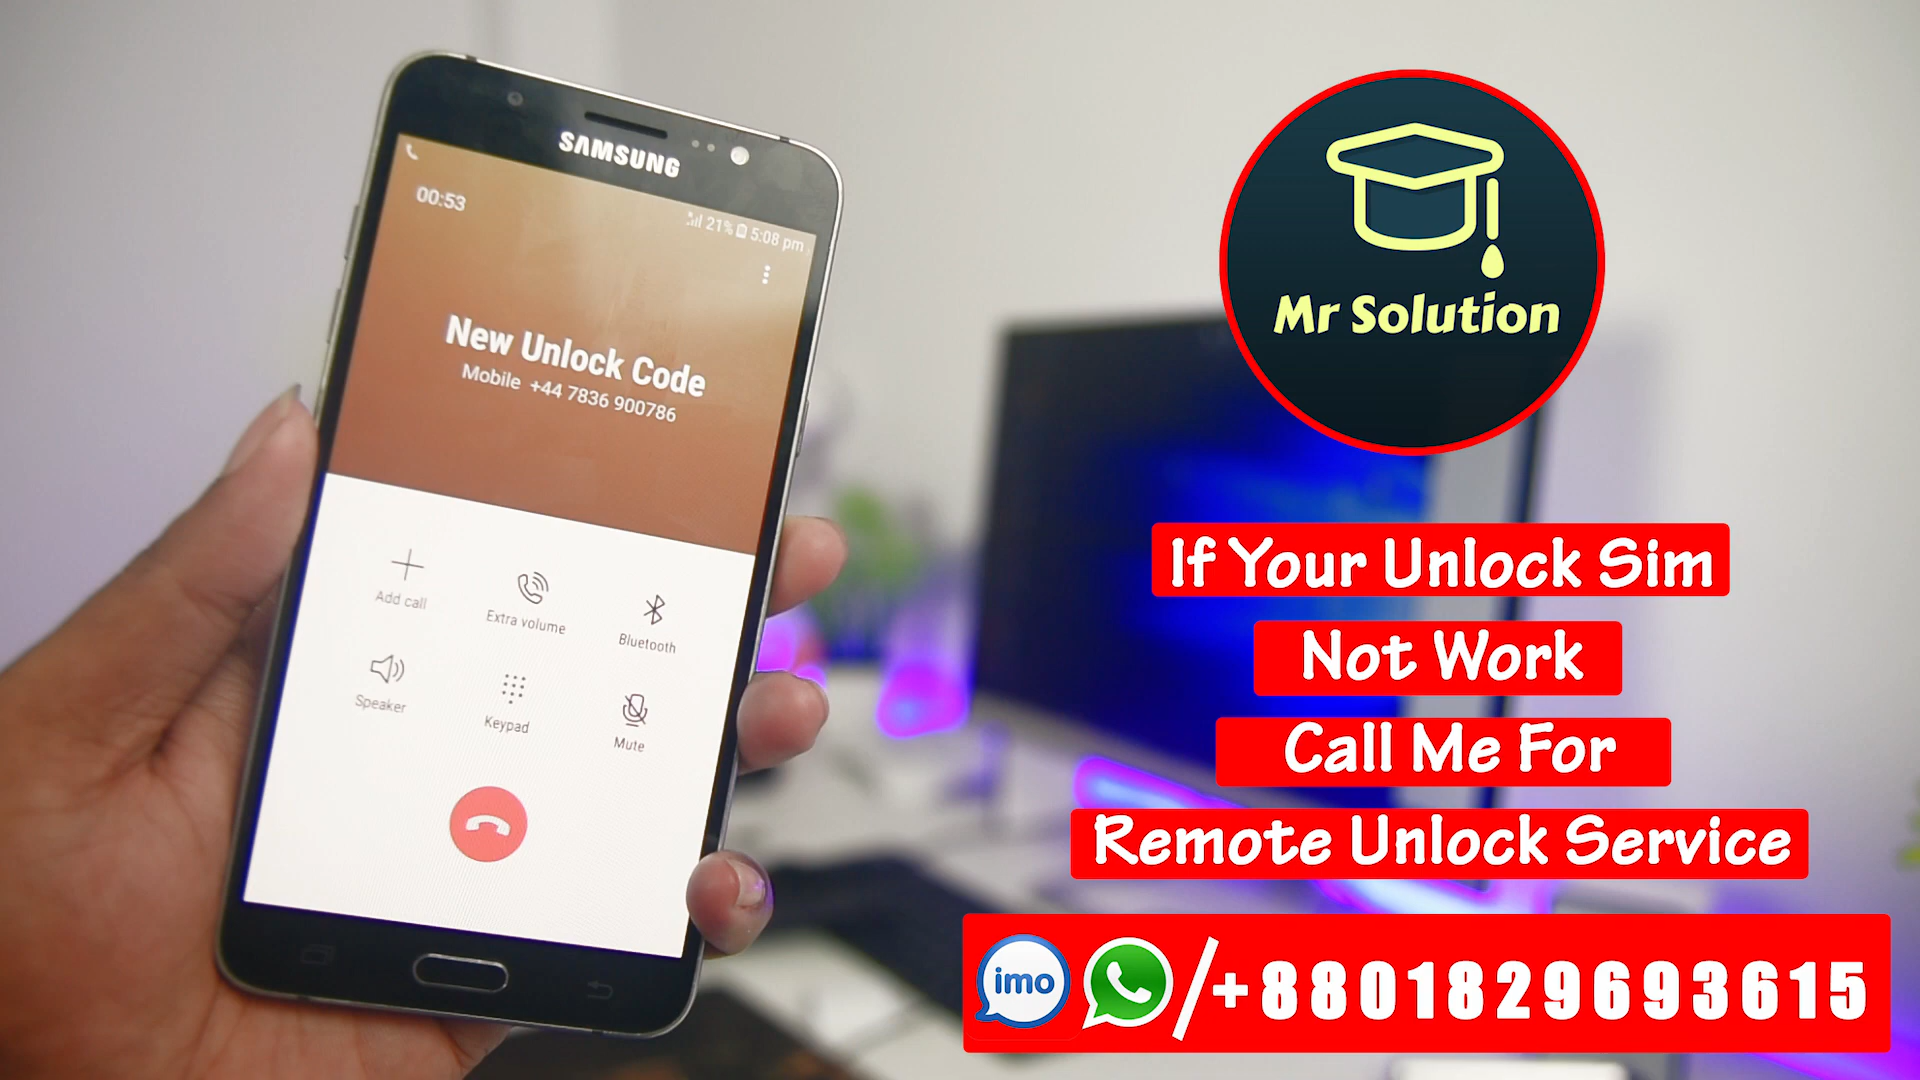 SAMSUNG
00:53
21% 5:08 pm
New Unlock Code
Mobile +44 7836 900786
Add call
Extra volume
Bluetooth
Speaker
Keypad
Mute
Mr Solution
If Your Unlock Sim
Not Work
Call Me For
Remote Unlock Service
imo
/+8801829693615